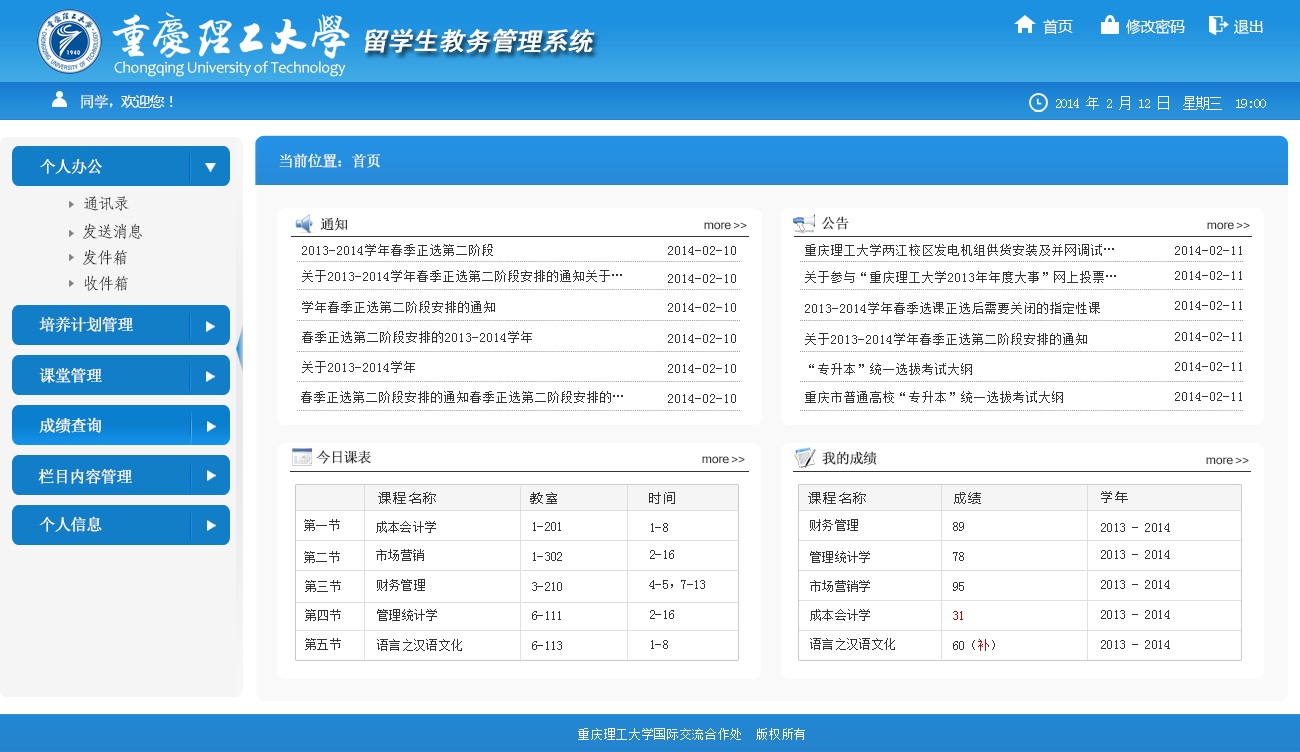 重慶理工大學 留学生教务管理系统
Chongqing University of Technology
首页 修改密码 退出
同学，欢迎您！
2014 年 2 月 12 日 星期三 19:00
个人办公
通讯录
发送消息
发件箱
收件箱
培养计划管理
课堂管理
成绩查询
栏目内容管理
个人信息
当前位置：首页
通知 more >>
2013-2014学年春季正选第二阶段 2014-02-10
关于2013-2014学年春季正选第二阶段安排的通知关于… 2014-02-10
学年春季正选第二阶段安排的通知 2014-02-10
春季正选第二阶段安排的2013-2014学年 2014-02-10
关于2013-2014学年 2014-02-10
春季正选第二阶段安排的通知春季正选第二阶段安排的… 2014-02-10
公告 more >>
重庆理工大学两江校区发电机组供货安装及并网调试… 2014-02-11
关于参与“重庆理工大学2013年年度大事”网上投票… 2014-02-11
2013-2014学年春季选课正选后需要关闭的指定性课 2014-02-11
关于2013-2014学年春季正选第二阶段安排的通知 2014-02-11
“专升本”统一选拔考试大纲 2014-02-11
重庆市普通高校“专升本”统一选拔考试大纲 2014-02-11
今日课表 more >>
课程名称 教室 时间
第一节 成本会计学 1-201 1-8
第二节 市场营销 1-302 2-16
第三节 财务管理 3-210 4-5，7-13
第四节 管理统计学 6-111 2-16
第五节 语言之汉语文化 6-113 1-8
我的成绩 more >>
课程名称 成绩 学年
财务管理 89 2013 - 2014
管理统计学 78 2013 - 2014
市场营销学 95 2013 - 2014
成本会计学 31 2013 - 2014
语言之汉语文化 60（补） 2013 - 2014
重庆理工大学国际交流合作处 版权所有